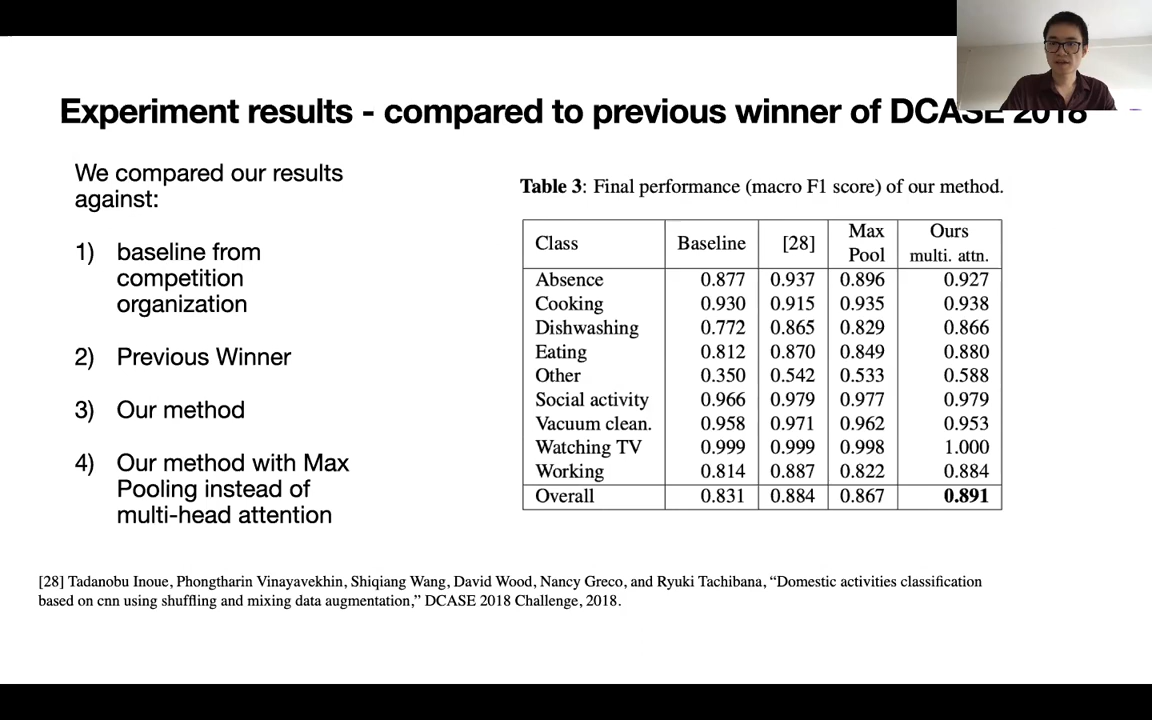 Experiment results - compared to previous winner of DCASE 2018
We compared our results
against:
1) baseline from
competition
organization
2) Previous Winner
3) Our method
4) Our method with Max
Pooling instead of
multi-head attention
Table 3: Final performance (macro F1 score) of our method.
Class Baseline [28] Max Pool Ours multi. attn.
Absence 0.877 0.937 0.896 0.927
Cooking 0.930 0.915 0.935 0.938
Dishwashing 0.772 0.865 0.829 0.866
Eating 0.812 0.870 0.849 0.880
Other 0.350 0.542 0.533 0.588
Social activity 0.966 0.979 0.977 0.979
Vacuum clean. 0.958 0.971 0.962 0.953
Watching TV 0.999 0.999 0.998 1.000
Working 0.814 0.887 0.822 0.884
Overall 0.831 0.884 0.867 0.891
[28] Tadanobu Inoue, Phongtharin Vinayavekhin, Shiqiang Wang, David Wood, Nancy Greco, and Ryuki Tachibana, “Domestic activities classification
based on cnn using shuffling and mixing data augmentation,” DCASE 2018 Challenge, 2018.